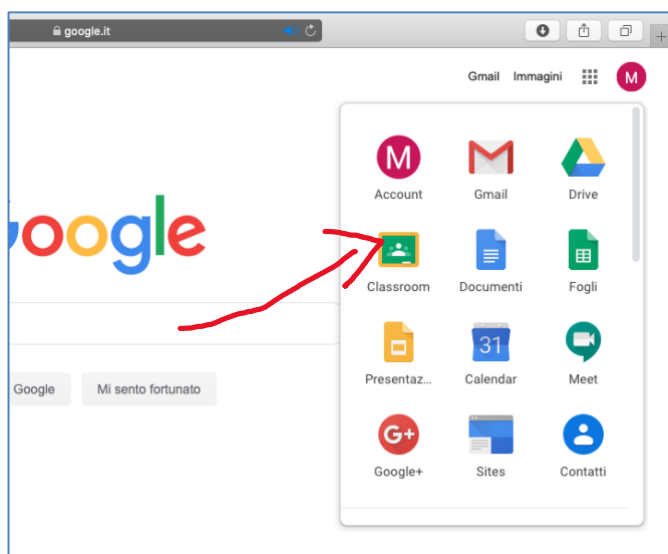 google.it
Gmail Immagini M
M
Account Gmail Drive
oogle
Classroom Documenti Fogli
31
Presentaz... Calendar Meet
Google Mi sento fortunato
G+
Google+ Sites Contatti